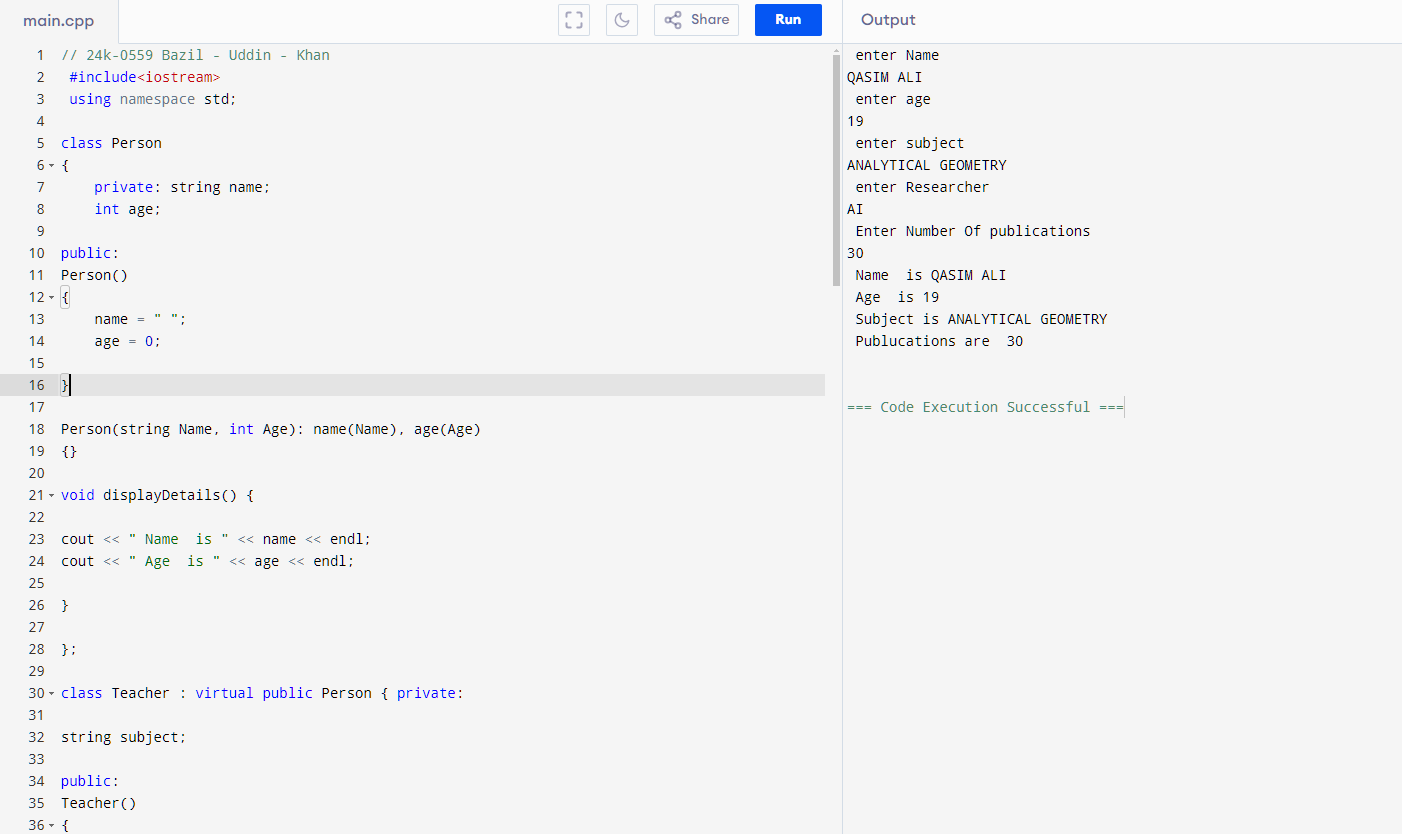 main.cpp
Share
Run
Output
1 // 24k-0559 Bazil - Uddin - Khan
2 #include<iostream>
3 using namespace std;
4
5 class Person
6 {
7 private: string name;
8 int age;
9
10 public:
11 Person()
12 {
13 name = " ";
14 age = 0;
15
16 }
17
18 Person(string Name, int Age): name(Name), age(Age)
19 {}
20
21 void displayDetails() {
22
23 cout << " Name  is " << name << endl;
24 cout << " Age  is " << age << endl;
25
26 }
27
28 };
29
30 class Teacher : virtual public Person { private:
31
32 string subject;
33
34 public:
35 Teacher()
36 {
enter Name
QASIM ALI
enter age
19
enter subject
ANALYTICAL GEOMETRY
enter Researcher
AI
Enter Number Of publications
30
Name  is QASIM ALI
Age  is 19
Subject is ANALYTICAL GEOMETRY
Publucations are  30
=== Code Execution Successful ===